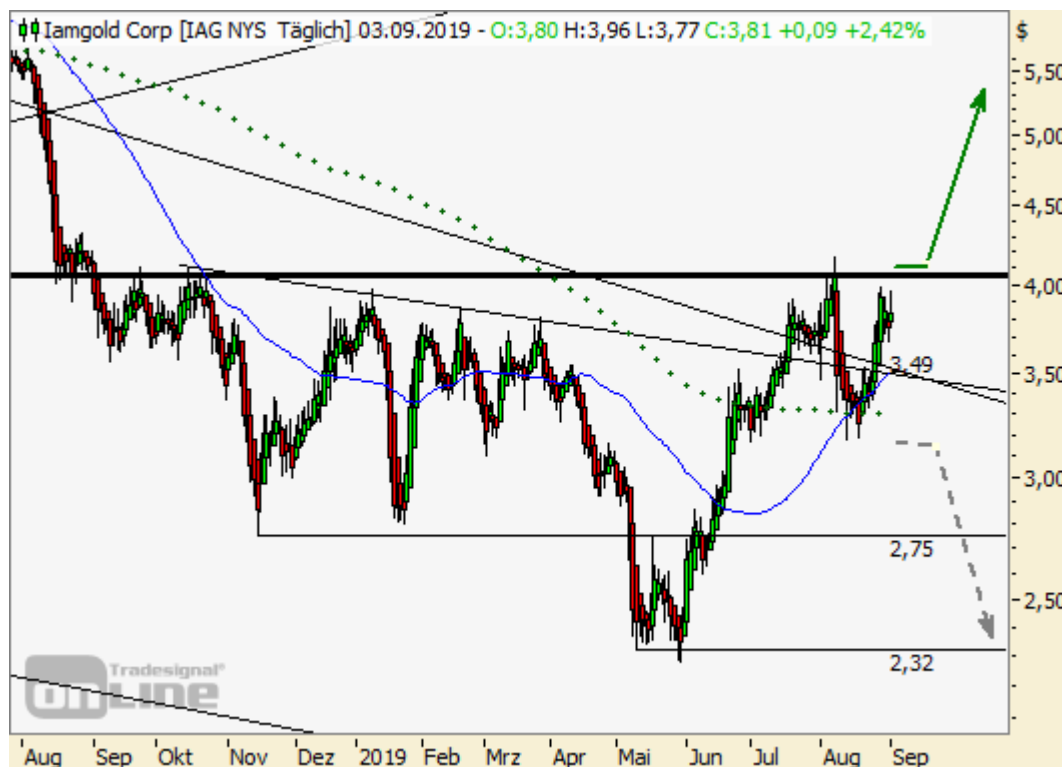 Iamgold Corp [IAG NYS Täglich] 03.09.2019 - O:3,80 H:3,96 L:3,77 C:3,81 +0,09 +2,42%
$
5,50
5,00
4,50
4,00
3,50
3,00
2,50
3,49
2,75
2,32
Tradesignal®
onLine
Aug Sep Okt Nov Dez 2019 Feb Mrz Apr Mai Jun Jul Aug Sep